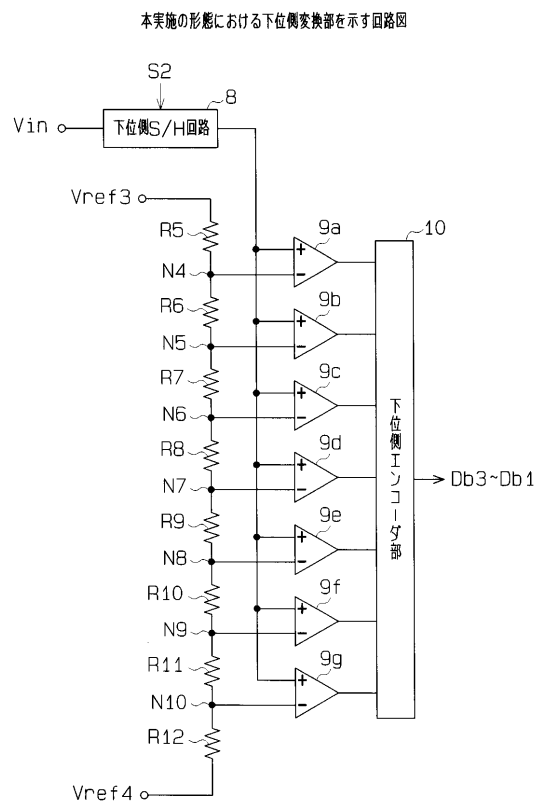 本実施の形態における下位側変換部を示す回路図
S2
8
Vin
下位側S/H回路
Vref3
R5
9a
10
+
−
N4
R6
9b
+
−
N5
R7
9c
+
−
N6
R8
9d
+
−
N7
R9
9e
+
−
N8
R10
9f
+
−
N9
R11
9g
+
−
N10
R12
Vref4
下位側エンコーダ部
Db3~Db1